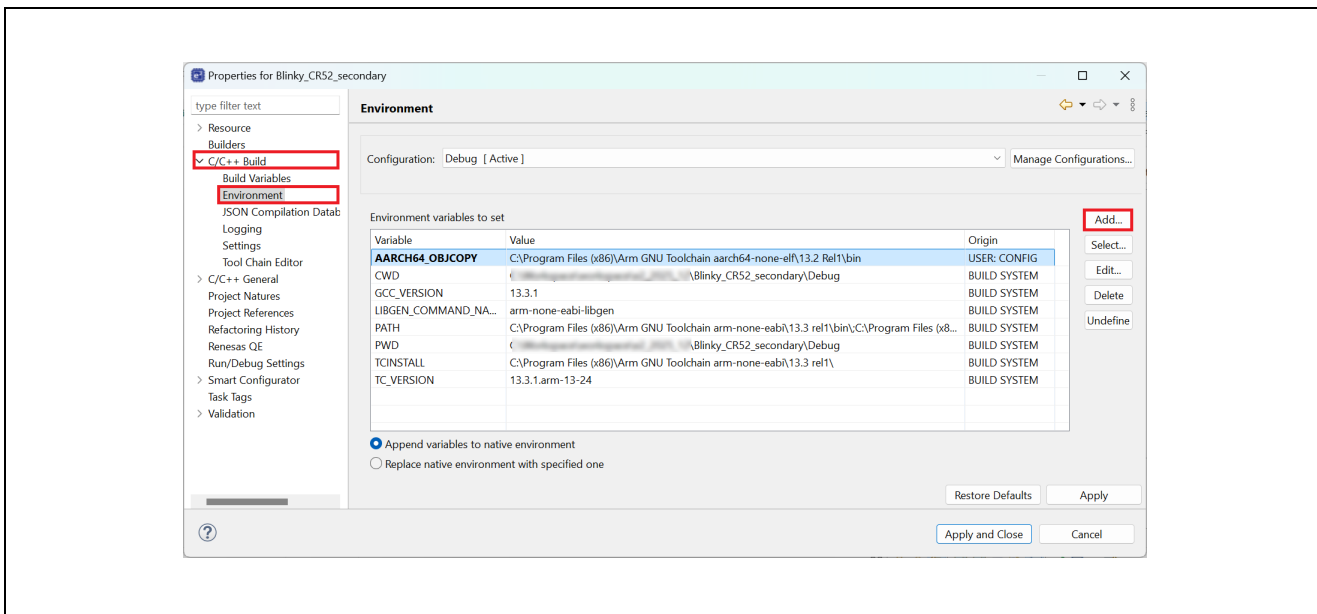 Properties for Blinky_CR52_secondary
type filter text
Resource
Builders
C/C++ Build
Build Variables
Environment
JSON Compilation Datab
Logging
Settings
Tool Chain Editor
C/C++ General
Project Natures
Project References
Refactoring History
Renesas QE
Run/Debug Settings
Smart Configurator
Task Tags
Validation
Environment
Configuration: Debug [ Active ] Manage Configurations...
Environment variables to set
Variable Value Origin
AARCH64_OBJCOPY C:\Program Files (x86)\Arm GNU Toolchain aarch64-none-elf\13.2 Rel1\bin USER: CONFIG
CWD \Blinky_CR52_secondary\Debug BUILD SYSTEM
GCC_VERSION 13.3.1 BUILD SYSTEM
LIBGEN_COMMAND_NA... arm-none-eabi-libgen BUILD SYSTEM
PATH C:\Program Files (x86)\Arm GNU Toolchain arm-none-eabi\13.3 rel1\bin\;C:\Program Files (x8... BUILD SYSTEM
PWD \Blinky_CR52_secondary\Debug BUILD SYSTEM
TCINSTALL C:\Program Files (x86)\Arm GNU Toolchain arm-none-eabi\13.3 rel1\ BUILD SYSTEM
TC_VERSION 13.3.1.arm-13-24 BUILD SYSTEM
Add...
Select...
Edit...
Delete
Undefine
Append variables to native environment
Replace native environment with specified one
Restore Defaults Apply
Apply and Close Cancel